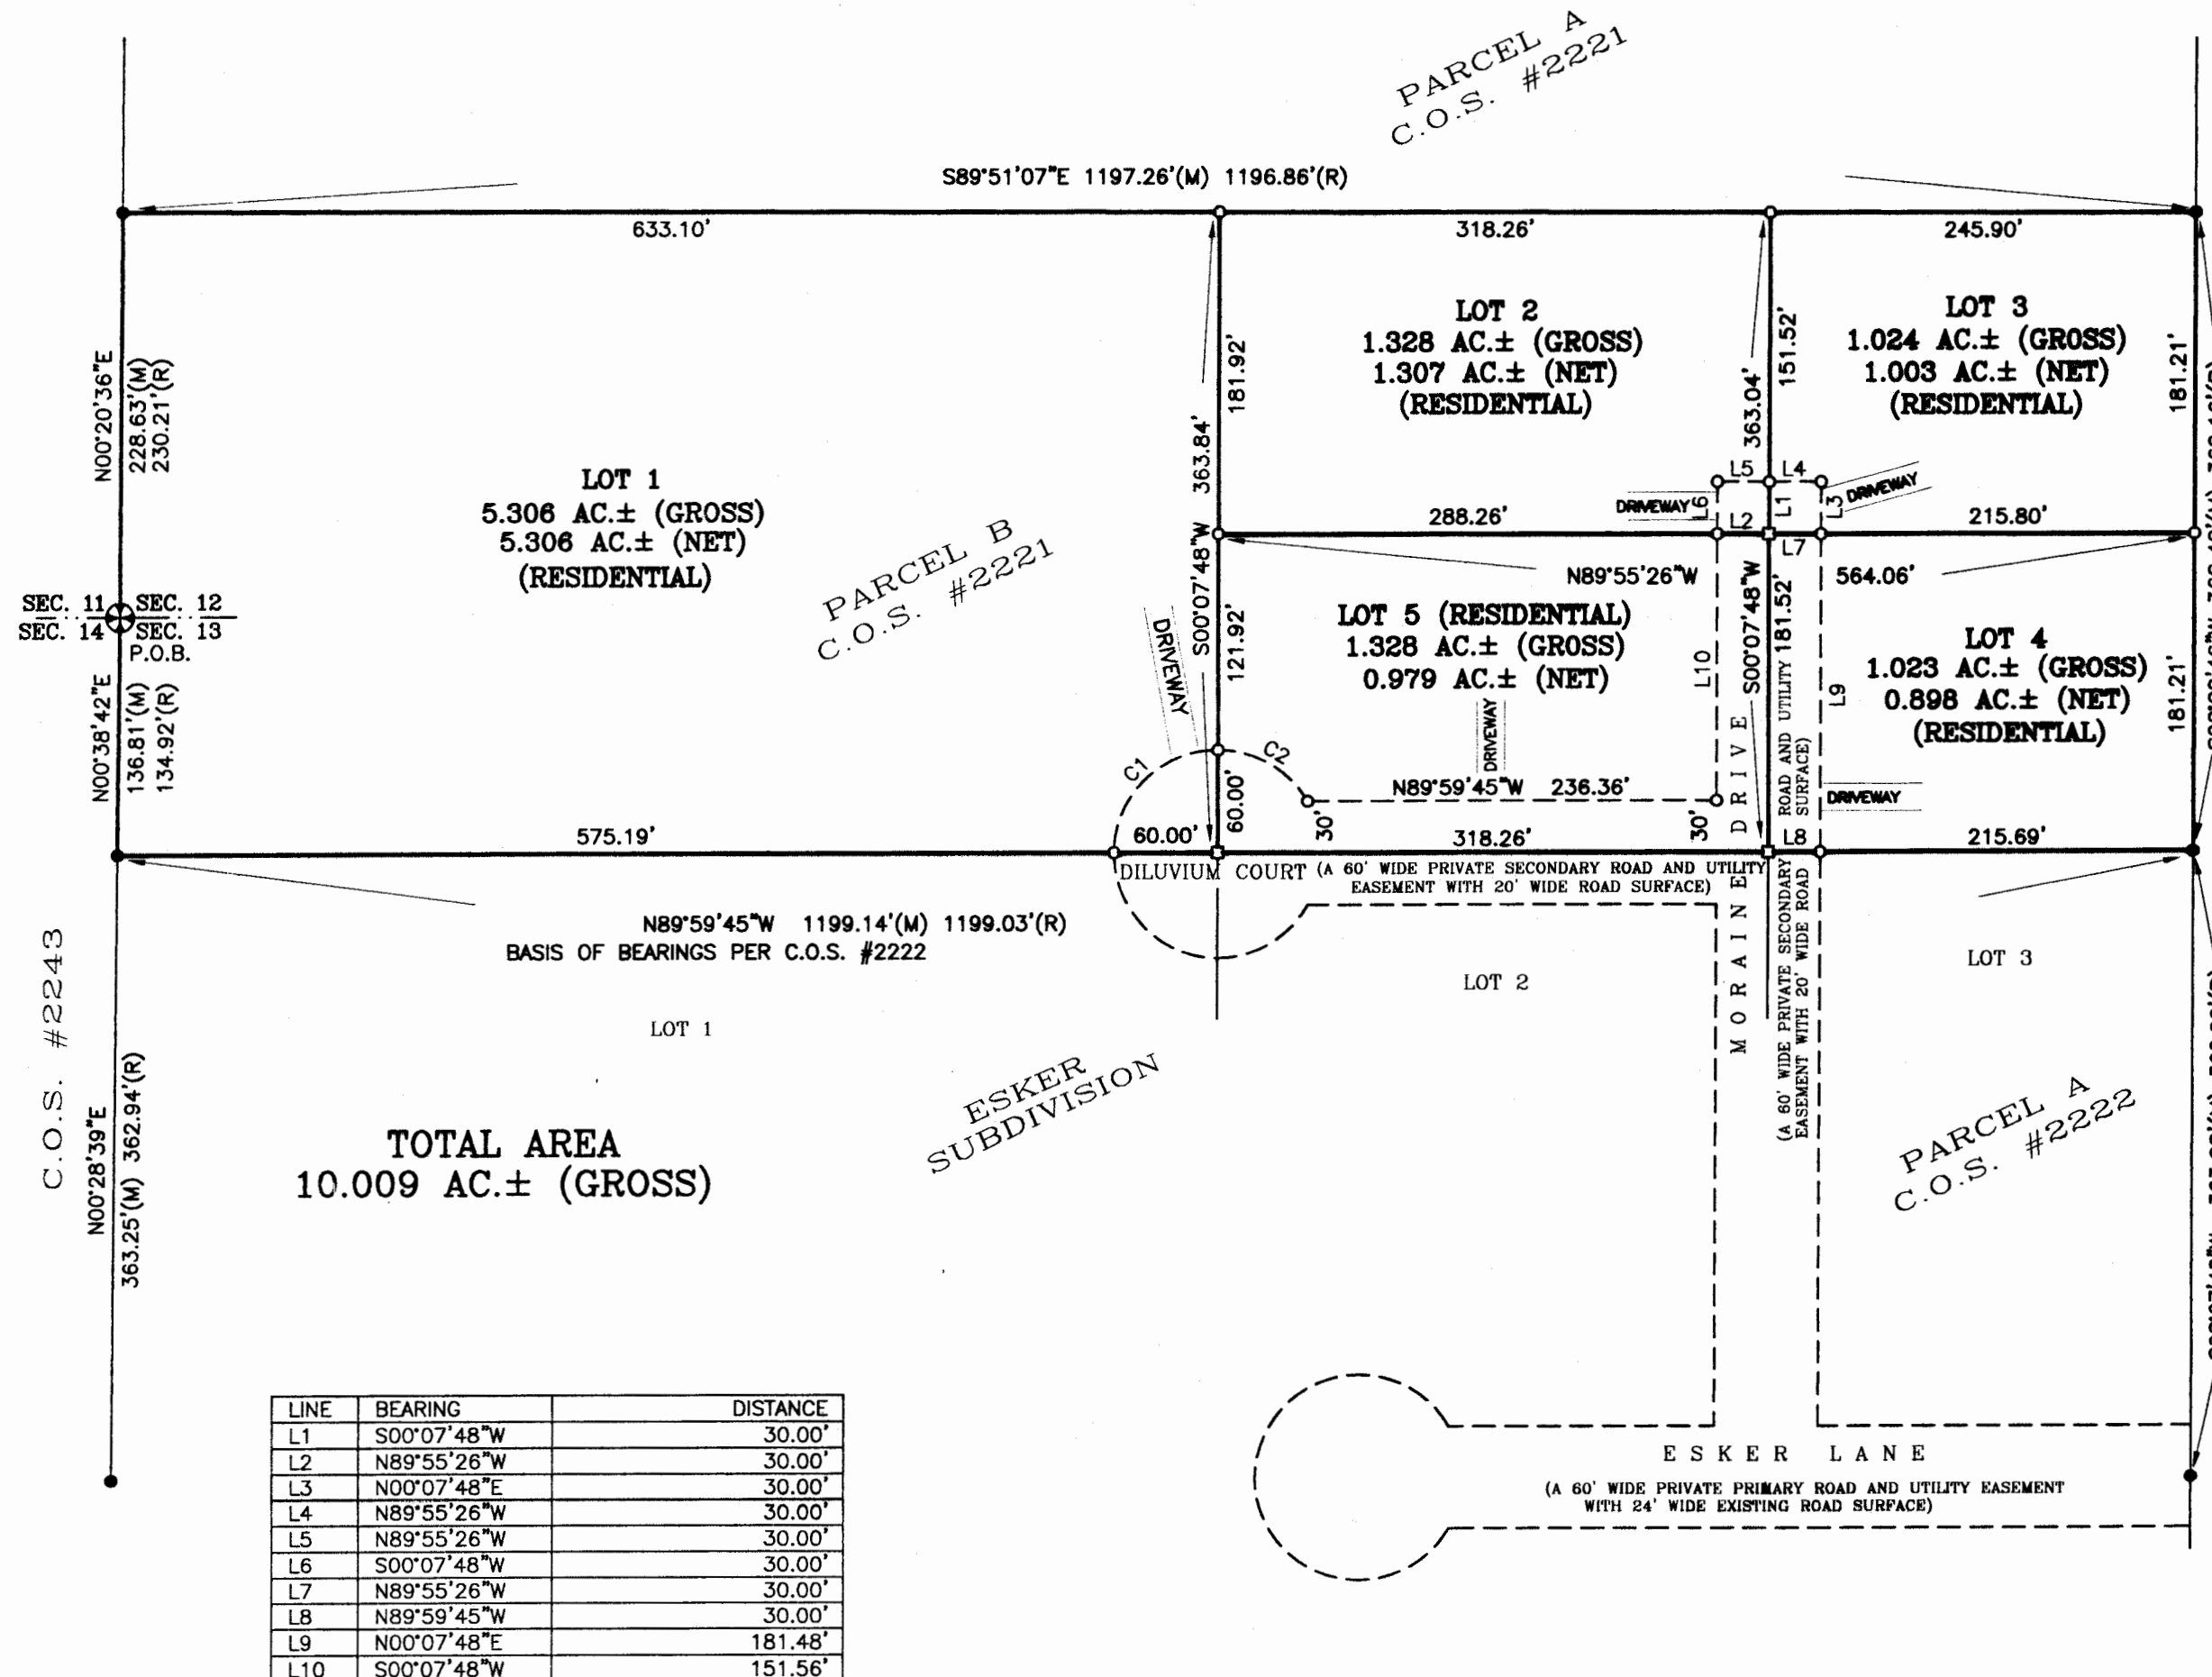 PARCEL A
C.O.S. #2221
S89°51'07"E 1197.26'(M) 1196.86'(R)
633.10'
318.26'
245.90'
N00°20'36"E
228.63'(M)
230.21'(R)
LOT 1
5.306 AC.± (GROSS)
5.306 AC.± (NET)
(RESIDENTIAL)
PARCEL B
C.O.S. #2221
181.92'
S00°07'48"W 363.84'
LOT 2
1.328 AC.± (GROSS)
1.307 AC.± (NET)
(RESIDENTIAL)
363.04'
151.52'
LOT 3
1.024 AC.± (GROSS)
1.003 AC.± (NET)
(RESIDENTIAL)
181.21'
L5 L4
DRIVEWAY
L6
L1
L3
DRIVEWAY
288.26'
L2
215.80'
L7
N89°55'26"W
564.06'
SEC. 11 SEC. 12
SEC. 14 SEC. 13
P.O.B.
N00°38'42"E
136.81'(M)
134.92'(R)
DRIVEWAY
121.92'
LOT 5 (RESIDENTIAL)
1.328 AC.± (GROSS)
0.979 AC.± (NET)
DRIVEWAY
L10
S00°07'48"W
181.52'
L9
LOT 4
1.023 AC.± (GROSS)
0.898 AC.± (NET)
(RESIDENTIAL)
181.21'
C1
C2
N89°59'45"W 236.36'
DRIVEWAY
575.19'
60.00'
60.00'
30'
318.26'
30'
L8
215.69'
DILUVIUM COURT (A 60' WIDE PRIVATE SECONDARY ROAD AND UTILITY
EASEMENT WITH 20' WIDE ROAD SURFACE)
MORAINE DRIVE
(A 60' WIDE PRIVATE SECONDARY ROAD AND UTILITY
EASEMENT WITH 20' WIDE ROAD SURFACE)
N89°59'45"W 1199.14'(M) 1199.03'(R)
BASIS OF BEARINGS PER C.O.S. #2222
C.O.S. #2243
LOT 1
LOT 2
LOT 3
ESKER
SUBDIVISION
N00°28'39"E
363.25'(M) 362.94'(R)
TOTAL AREA
10.009 AC.± (GROSS)
PARCEL A
C.O.S. #2222
ESKER LANE
(A 60' WIDE PRIVATE PRIMARY ROAD AND UTILITY EASEMENT
WITH 24' WIDE EXISTING ROAD SURFACE)
LINE BEARING DISTANCE
L1 S00°07'48"W 30.00'
L2 N89°55'26"W 30.00'
L3 N00°07'48"E 30.00'
L4 N89°55'26"W 30.00'
L5 N89°55'26"W 30.00'
L6 S00°07'48"W 30.00'
L7 N89°55'26"W 30.00'
L8 N89°59'45"W 30.00'
L9 N00°07'48"E 181.48'
L10 S00°07'48"W 151.56'